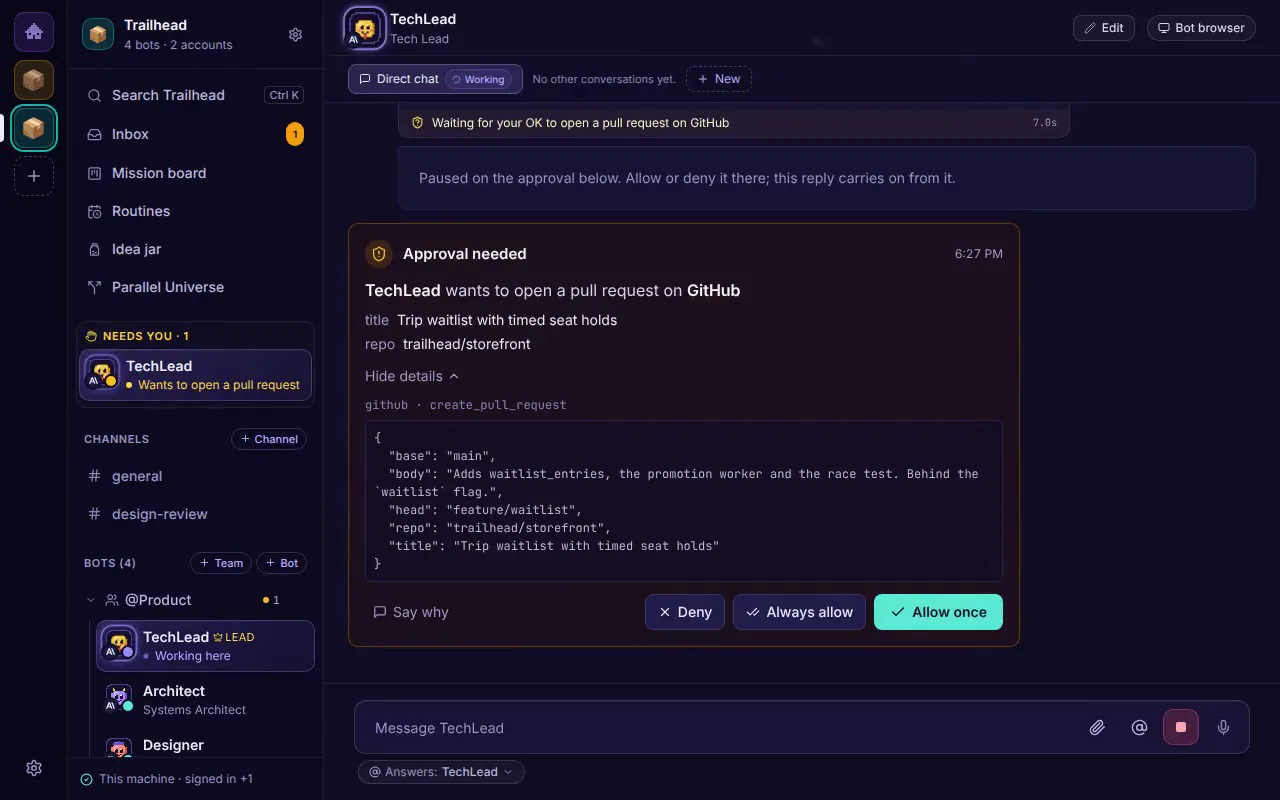 Trailhead
4 bots · 2 accounts
Search Trailhead
Ctrl K
Inbox
1
Mission board
Routines
Idea jar
Parallel Universe
NEEDS YOU · 1
TechLead
Wants to open a pull request
CHANNELS
+ Channel
# general
# design-review
BOTS (4)
+ Team
+ Bot
@Product
1
TechLead LEAD
Working here
Architect
Systems Architect
Designer
This machine · signed in +1
TechLead
Tech Lead
Edit
Bot browser
Direct chat
Working
No other conversations yet.
+ New
Waiting for your OK to open a pull request on GitHub
7.0s
Paused on the approval below. Allow or deny it there; this reply carries on from it.
Approval needed
6:27 PM
TechLead wants to open a pull request on GitHub
title Trip waitlist with timed seat holds
repo trailhead/storefront
Hide details
github · create_pull_request
{
"base": "main",
"body": "Adds waitlist_entries, the promotion worker and the race test. Behind the
`waitlist` flag.",
"head": "feature/waitlist",
"repo": "trailhead/storefront",
"title": "Trip waitlist with timed seat holds"
}
Say why
Deny
Always allow
Allow once
Message TechLead
@ Answers: TechLead